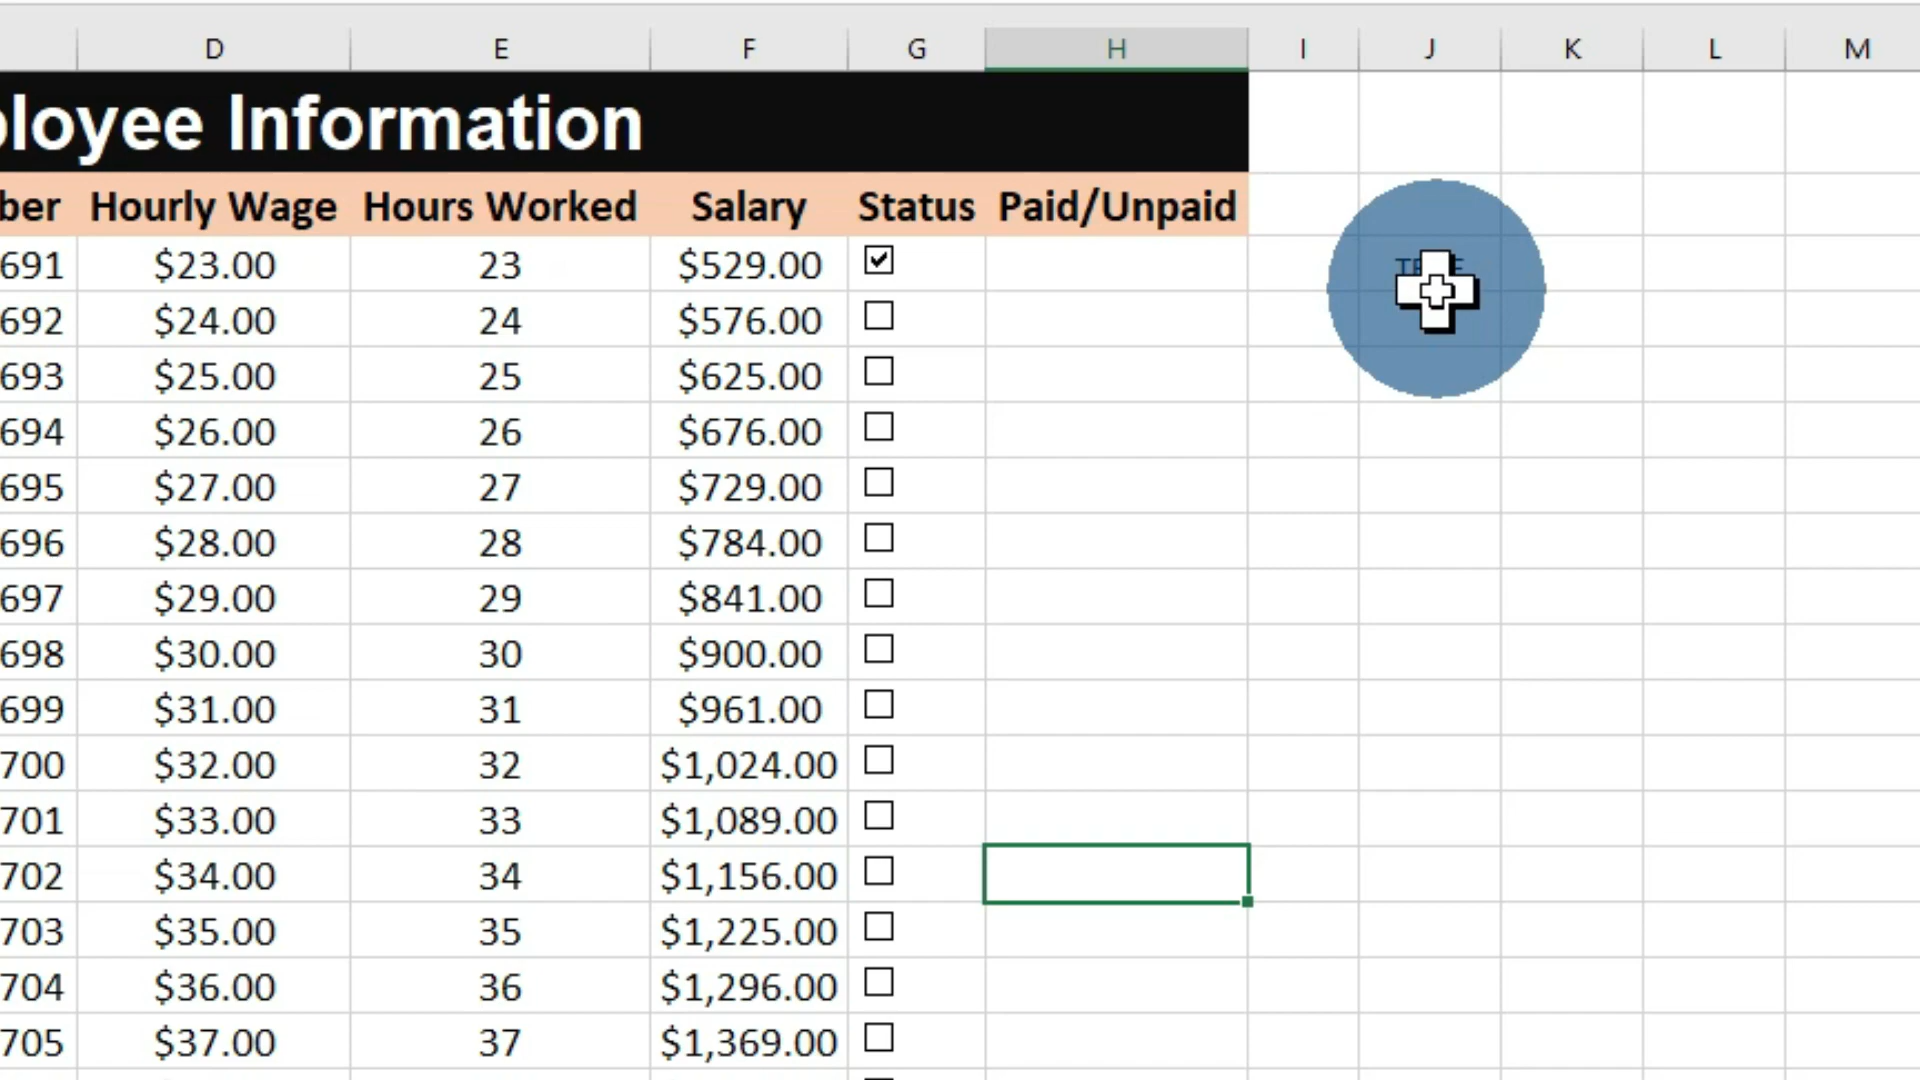 D E F G H I J K L M
ployee Information
ber Hourly Wage Hours Worked Salary Status Paid/Unpaid
691 $23.00 23 $529.00
692 $24.00 24 $576.00
693 $25.00 25 $625.00
694 $26.00 26 $676.00
695 $27.00 27 $729.00
696 $28.00 28 $784.00
697 $29.00 29 $841.00
698 $30.00 30 $900.00
699 $31.00 31 $961.00
700 $32.00 32 $1,024.00
701 $33.00 33 $1,089.00
702 $34.00 34 $1,156.00
703 $35.00 35 $1,225.00
704 $36.00 36 $1,296.00
705 $37.00 37 $1,369.00